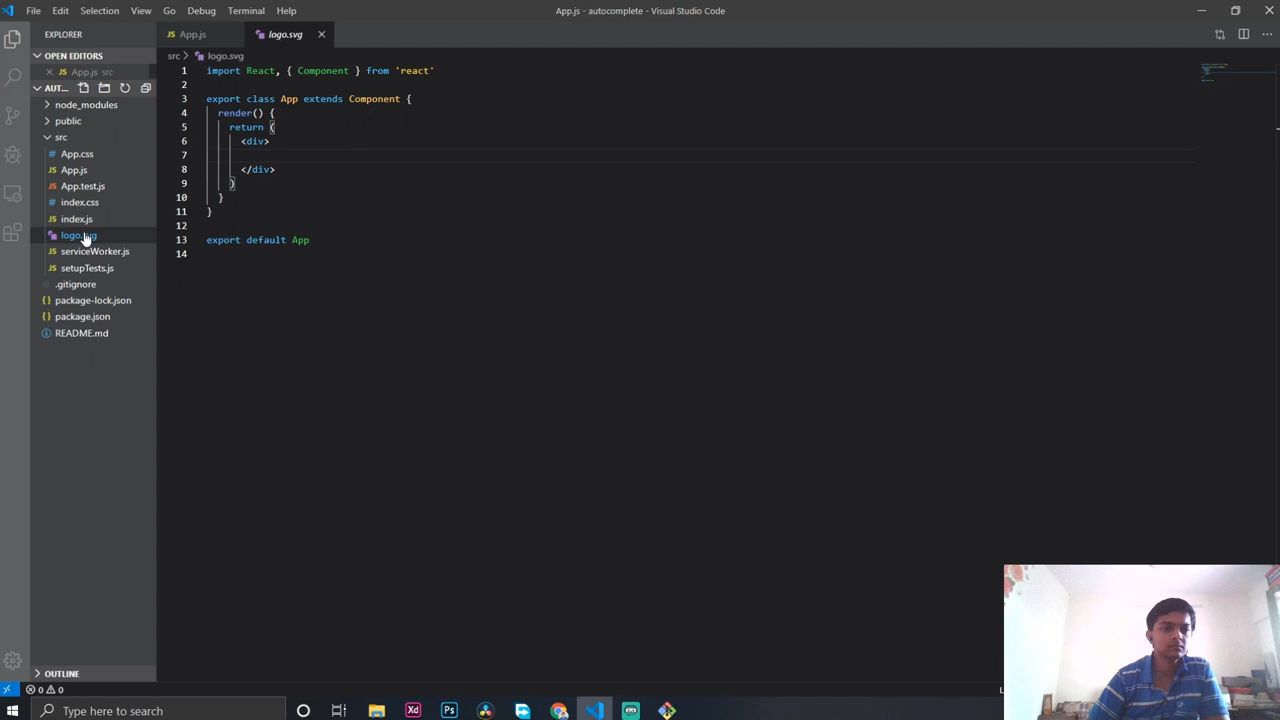 File Edit Selection View Go Debug Terminal Help
App.js - autocomplete - Visual Studio Code
EXPLORER
JS App.js
logo.svg
OPEN EDITORS
src
logo.svg
JS App.js src
AUT...
node_modules
public
src
# App.css
JS App.js
JS App.test.js
# index.css
JS index.js
JS serviceWorker.js
JS setupTests.js
.gitignore
{} package-lock.json
{} package.json
README.md
1 import React, { Component } from 'react'
2
3 export class App extends Component {
4 render() {
5 return (
6 <div>
7
8 </div>
9 )
10 }
11 }
12
13 export default App
14
OUTLINE
0 0
Type here to search
Xd
Ps